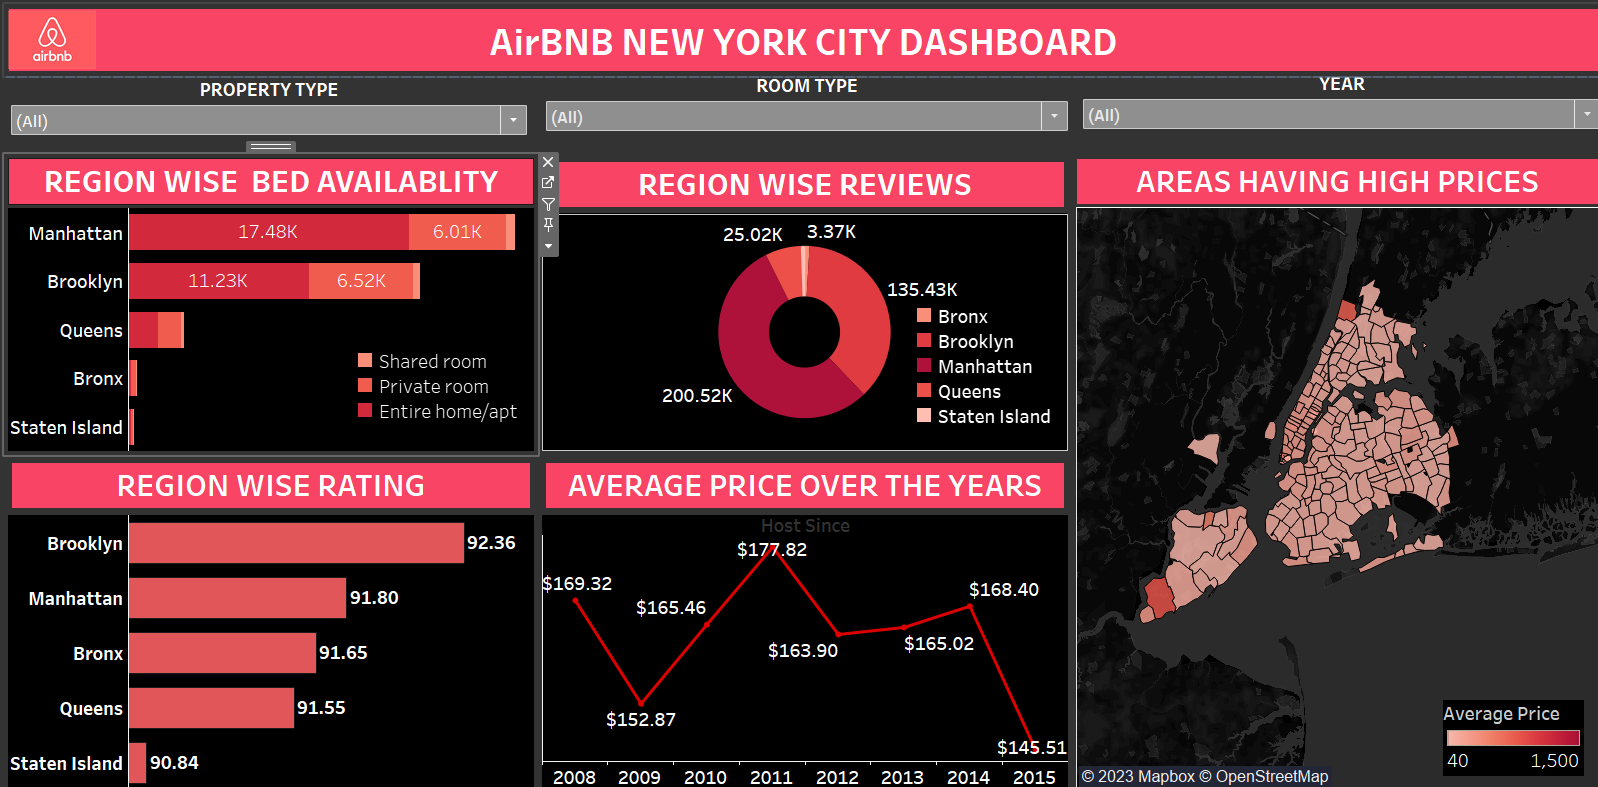 airbnb
AirBNB NEW YORK CITY DASHBOARD
PROPERTY TYPE
(All)
ROOM TYPE
(All)
YEAR
(All)
REGION WISE  BED AVAILABLITY
Manhattan
17.48K
6.01K
Brooklyn
11.23K
6.52K
Queens
Bronx
Staten Island
Shared room
Private room
Entire home/apt
REGION WISE REVIEWS
25.02K
3.37K
135.43K
200.52K
Bronx
Brooklyn
Manhattan
Queens
Staten Island
AREAS HAVING HIGH PRICES
Average Price
40
1,500
© 2023 Mapbox © OpenStreetMap
REGION WISE RATING
Brooklyn
92.36
Manhattan
91.80
Bronx
91.65
Queens
91.55
Staten Island
90.84
AVERAGE PRICE OVER THE YEARS
Host Since
$169.32
$152.87
$165.46
$177.82
$163.90
$165.02
$168.40
$145.51
2008
2009
2010
2011
2012
2013
2014
2015